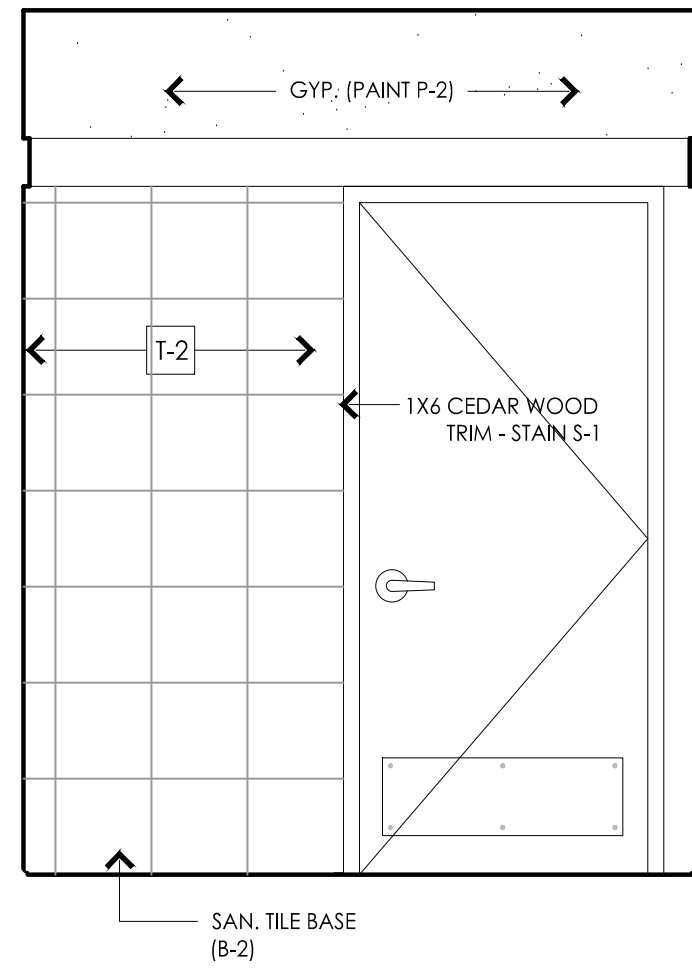 GYP. (PAINT P-2)
T-2
1X6 CEDAR WOOD
TRIM - STAIN S-1
SAN. TILE BASE
(B-2)